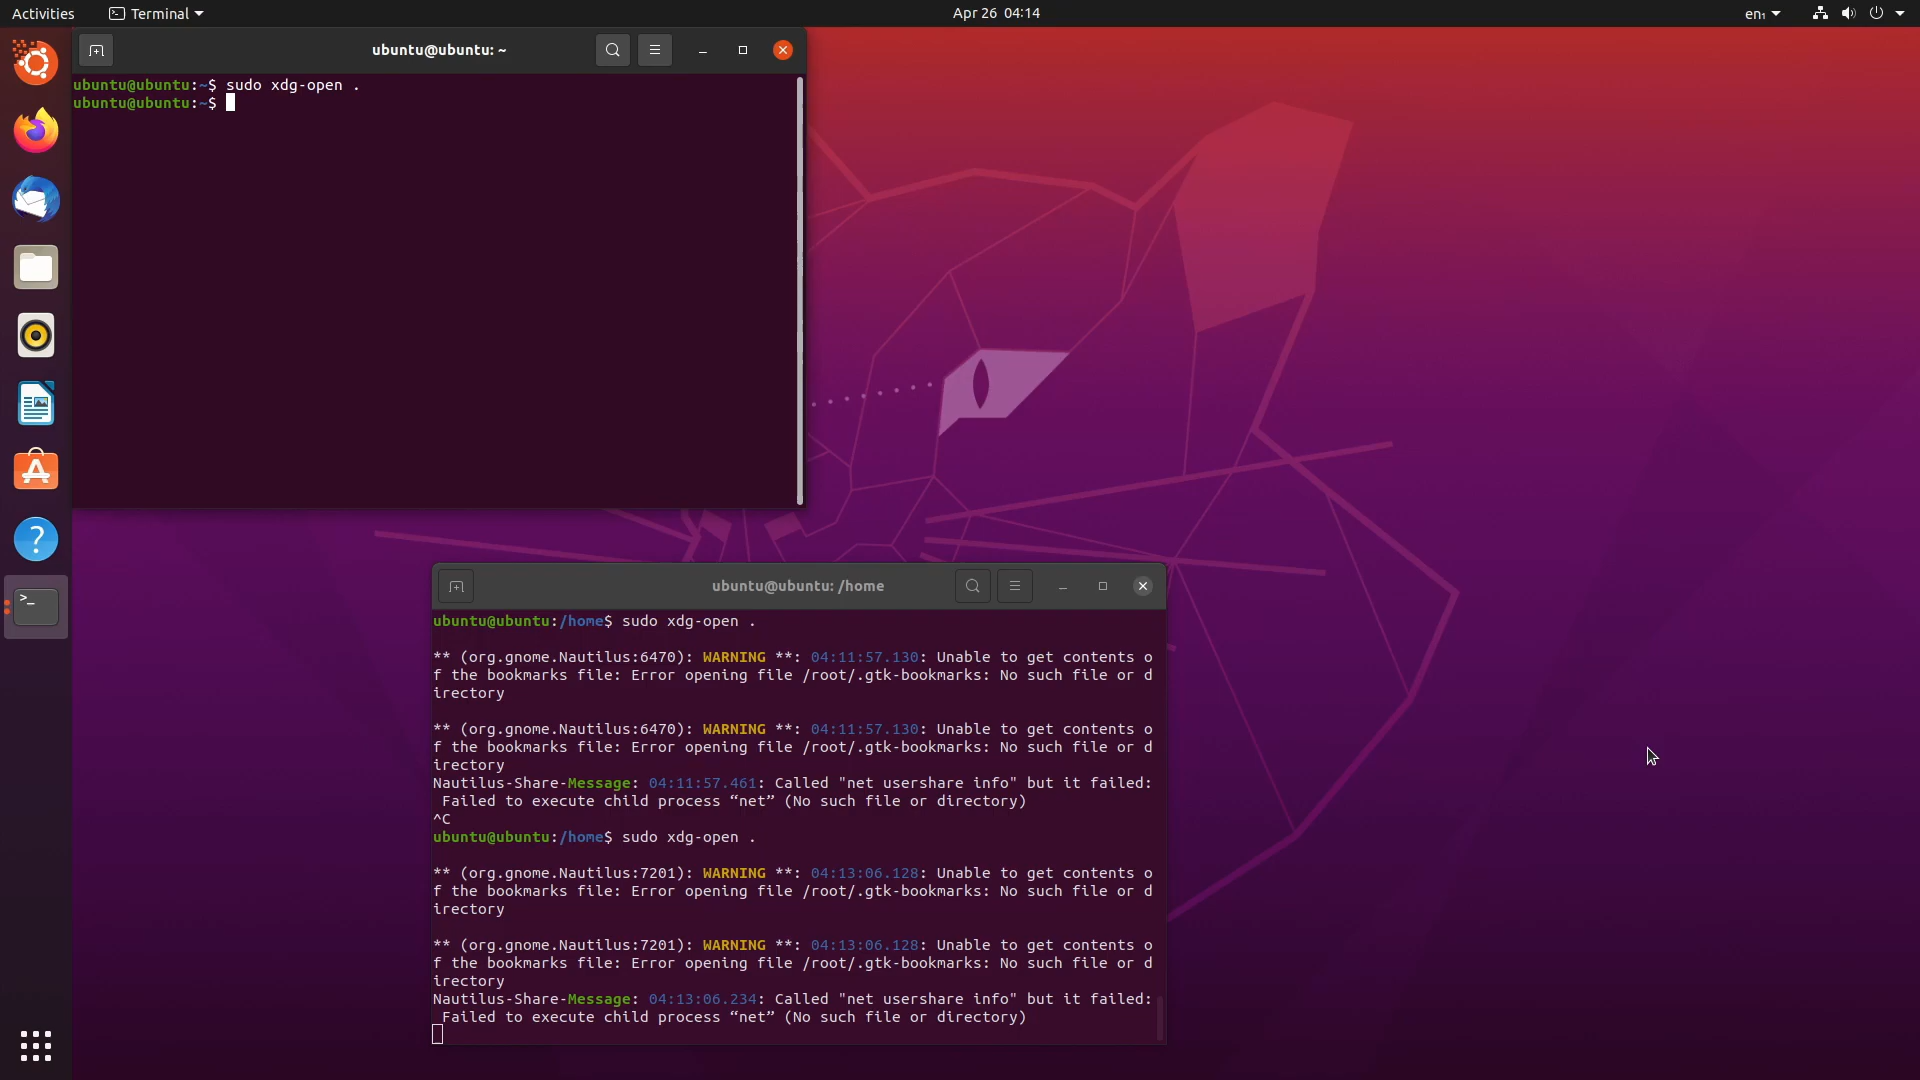 Activities
Terminal
Apr 26 04:14
en₁
ubuntu@ubuntu: ~
ubuntu@ubuntu:~$ sudo xdg-open .
ubuntu@ubuntu:~$
ubuntu@ubuntu: /home
ubuntu@ubuntu:/home$ sudo xdg-open .
** (org.gnome.Nautilus:6470): WARNING **: 04:11:57.130: Unable to get contents o
f the bookmarks file: Error opening file /root/.gtk-bookmarks: No such file or d
irectory
** (org.gnome.Nautilus:6470): WARNING **: 04:11:57.130: Unable to get contents o
f the bookmarks file: Error opening file /root/.gtk-bookmarks: No such file or d
irectory
Nautilus-Share-Message: 04:11:57.461: Called "net usershare info" but it failed:
 Failed to execute child process “net” (No such file or directory)
^C
ubuntu@ubuntu:/home$ sudo xdg-open .
** (org.gnome.Nautilus:7201): WARNING **: 04:13:06.128: Unable to get contents o
f the bookmarks file: Error opening file /root/.gtk-bookmarks: No such file or d
irectory
** (org.gnome.Nautilus:7201): WARNING **: 04:13:06.128: Unable to get contents o
f the bookmarks file: Error opening file /root/.gtk-bookmarks: No such file or d
irectory
Nautilus-Share-Message: 04:13:06.234: Called "net usershare info" but it failed:
 Failed to execute child process “net” (No such file or directory)